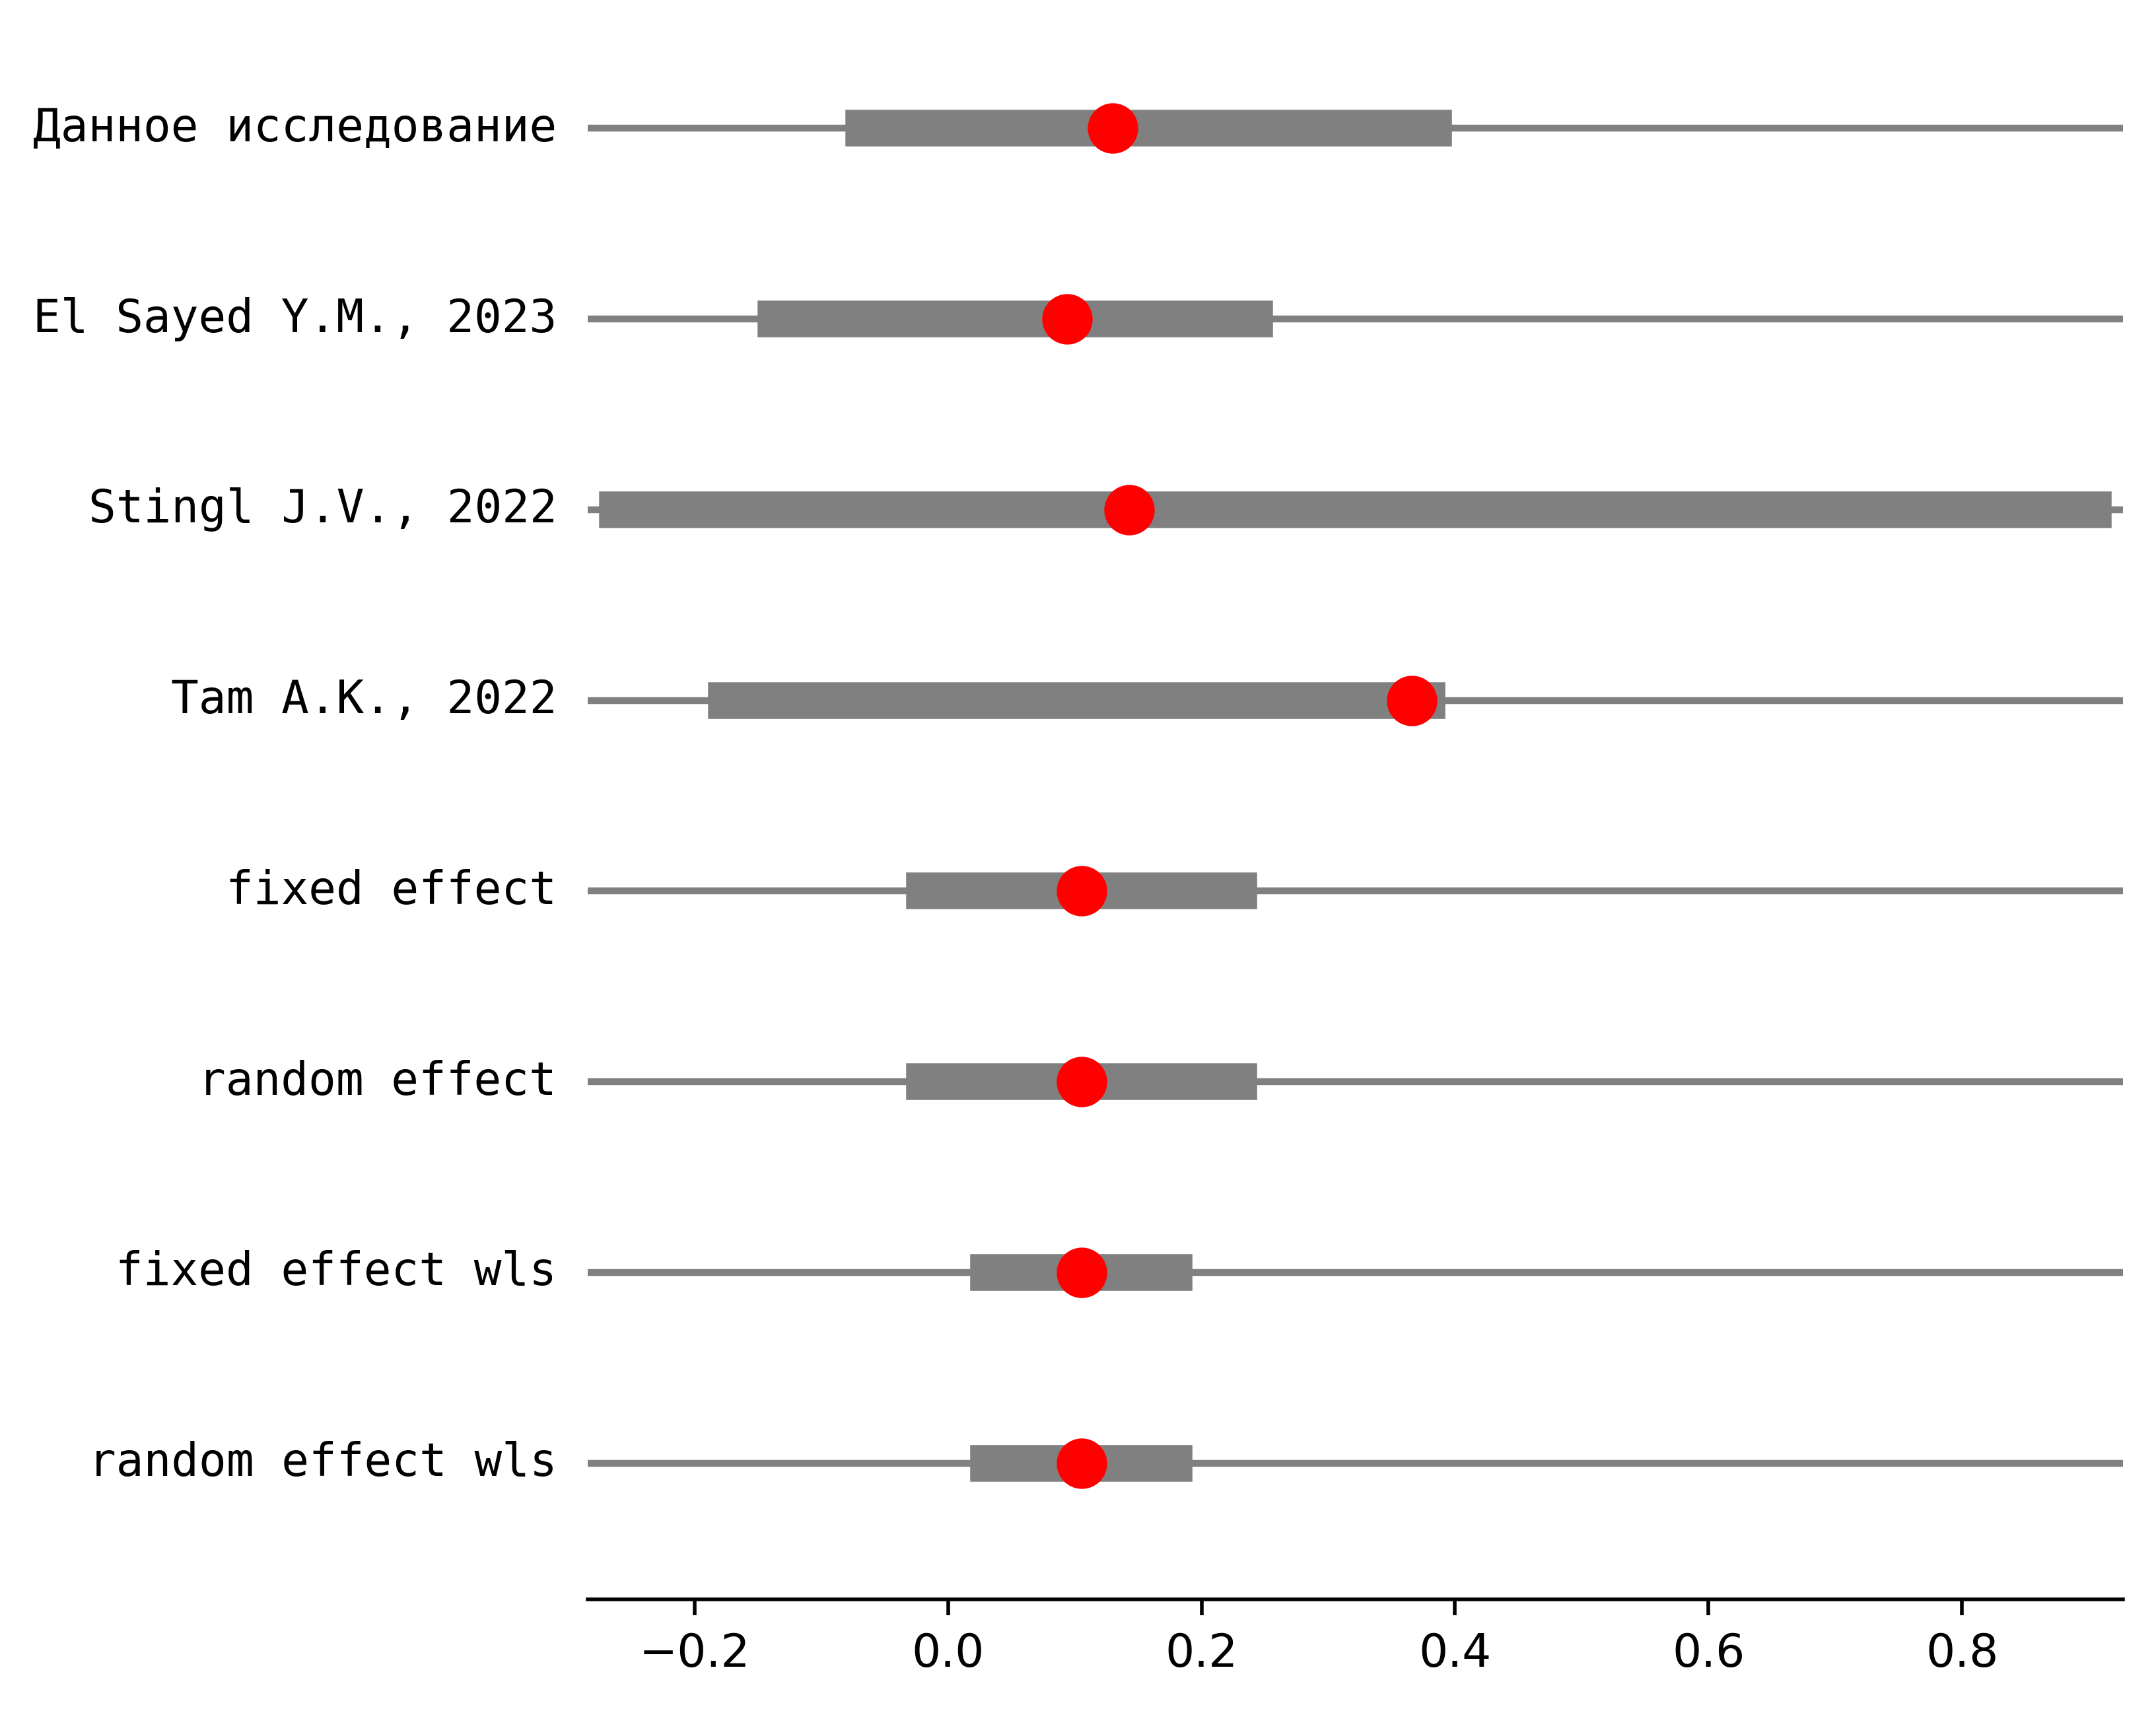 Данное исследование
El Sayed Y.M., 2023
Stingl J.V., 2022
Tam A.K., 2022
fixed effect
random effect
fixed effect wls
random effect wls
−0.2 0.0 0.2 0.4 0.6 0.8